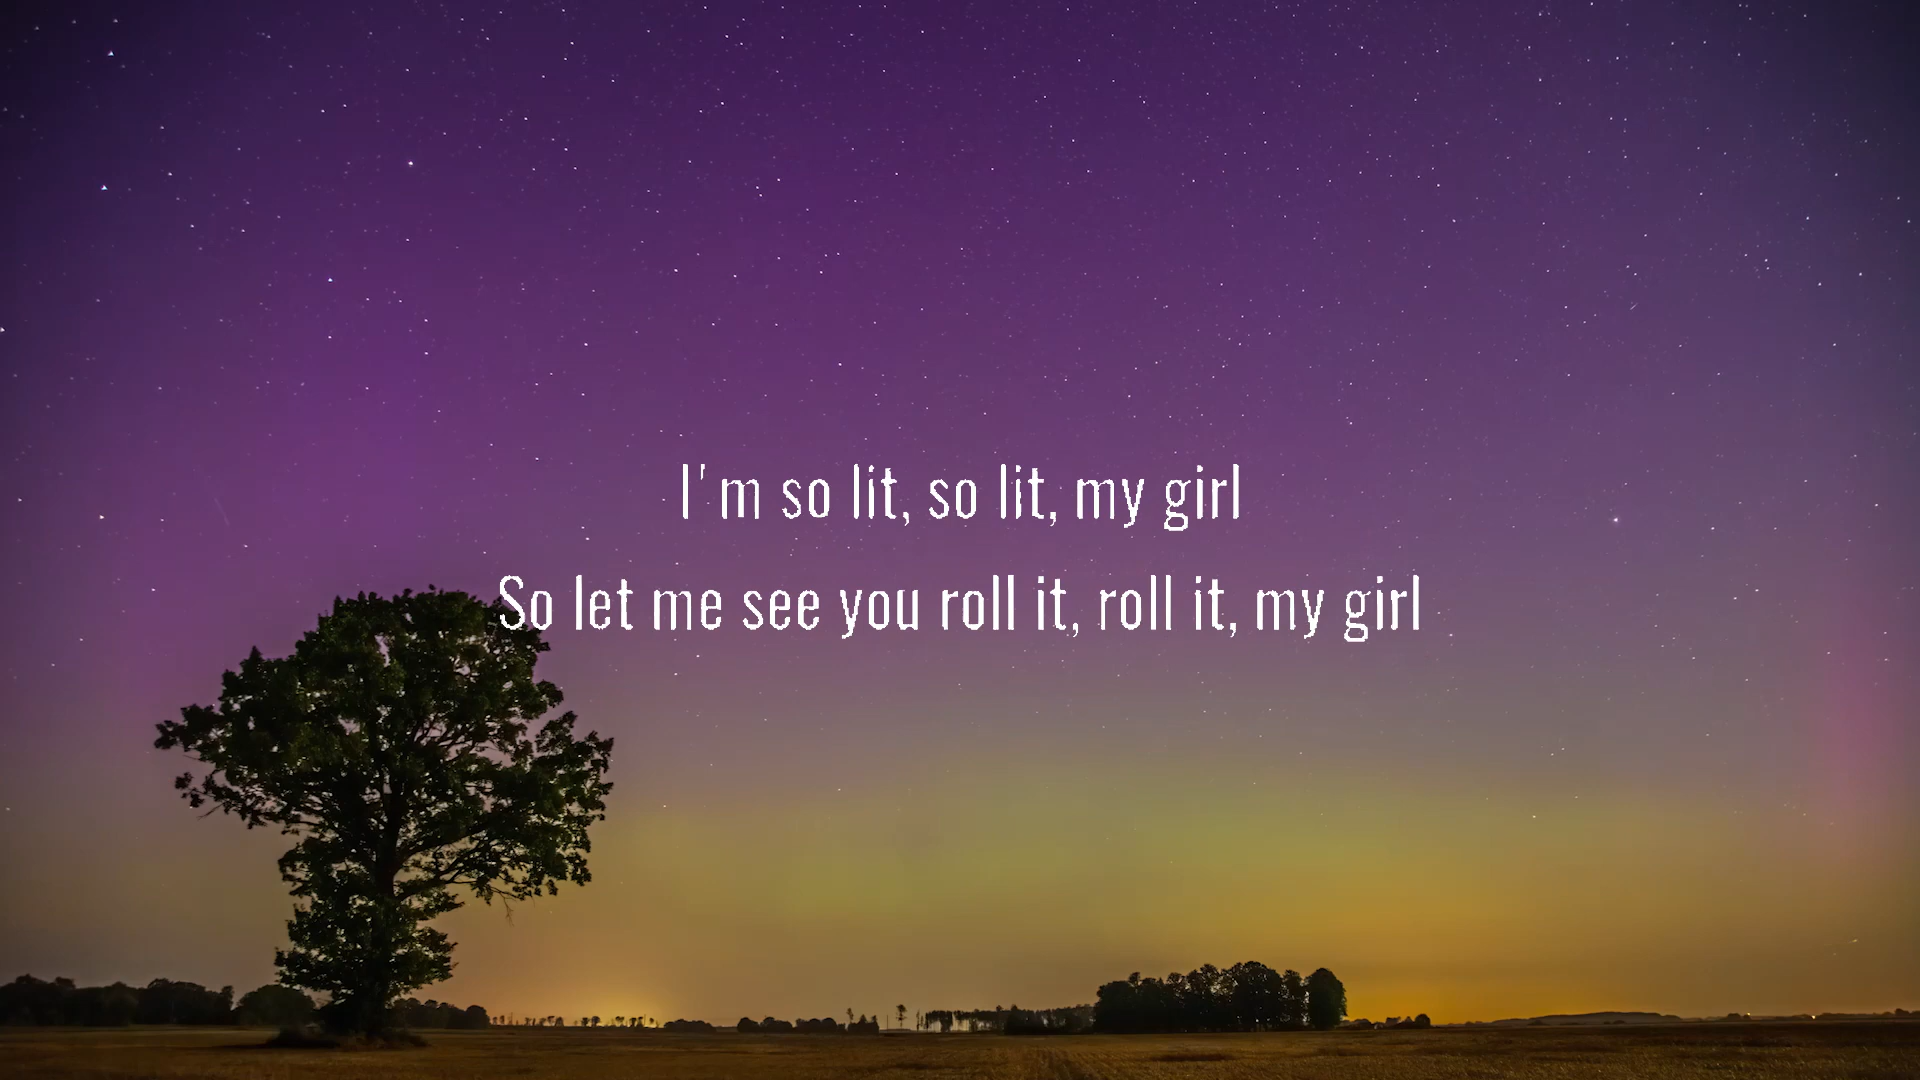 I'm so lit, so lit, my girl
So let me see you roll it, roll it, my girl